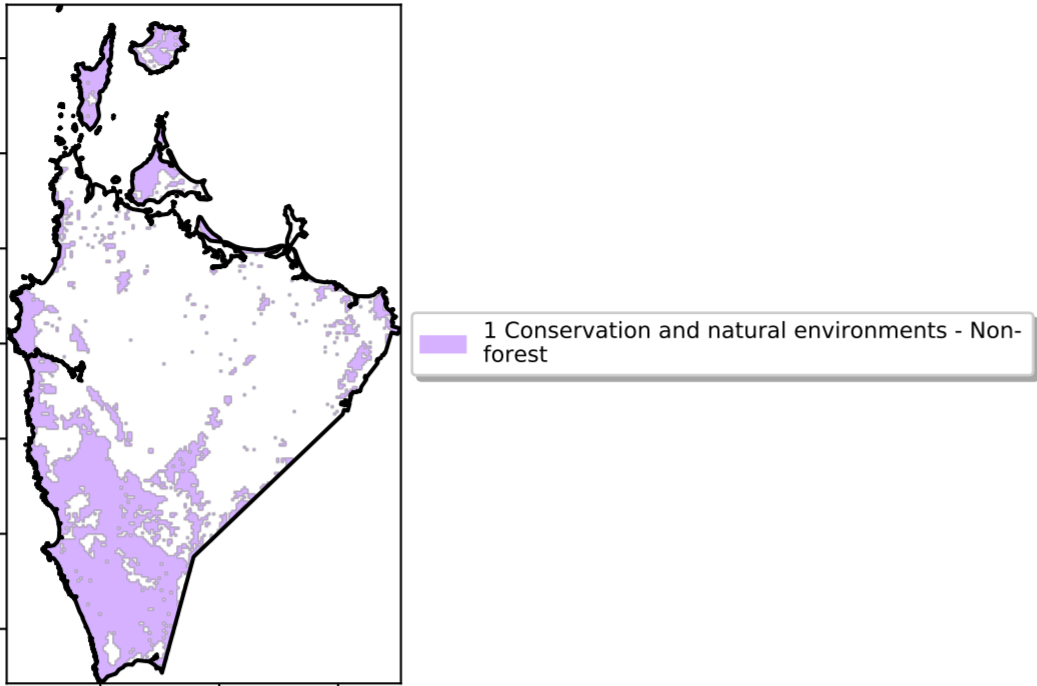 1 Conservation and natural environments - Non-
forest